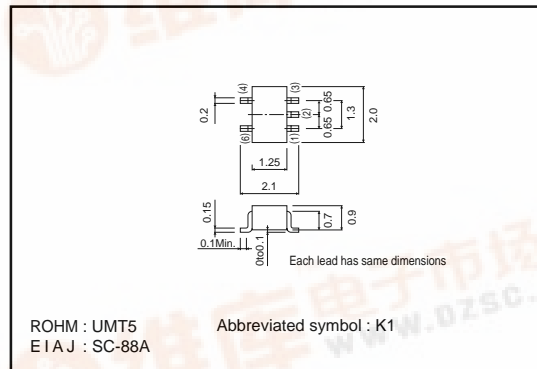 (4) (3)
0.2 (2) 0.65 1.3 2.0
0.65
(6) (1)
1.25
2.1
0.15 0.7 0.9
0.1Min.
0to0.1 Each lead has same dimensions
ROHM : UMT5 Abbreviated symbol : K1
E I A J : SC-88A
WWW.DZSC.